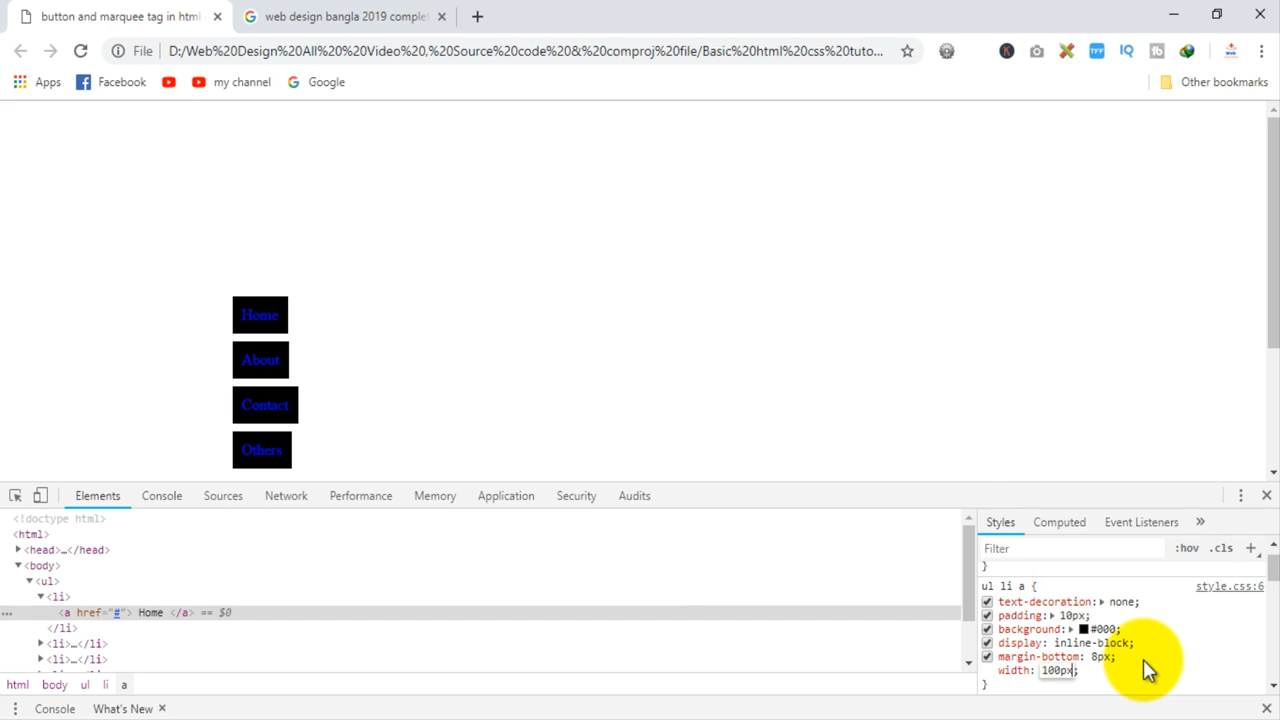 button and marquee tag in html
web design bangla 2019 complet
File
D:/Web%20Design%20All%20%20Video%20.%20Source%20code%20&%20comproj%20file/Basic%20html%20css%20tuto...
Apps
Facebook
my channel
Google
Other bookmarks
Home
About
Contact
Others
Elements
Console
Sources
Network
Performance
Memory
Application
Security
Audits
<!doctype html>
<html>
<head>…</head>
<body>
<ul>
<li>
<a href="#"> Home </a> == $0
</li>
<li>…</li>
<li>…</li>
html body ul li a
Styles
Computed
Event Listeners
Filter
:hov .cls
}
ul li a { style.css:6
text-decoration: none;
padding: 10px;
background: #000;
display: inline-block;
margin-bottom: 8px;
width: 100px;
}
Console
What's New